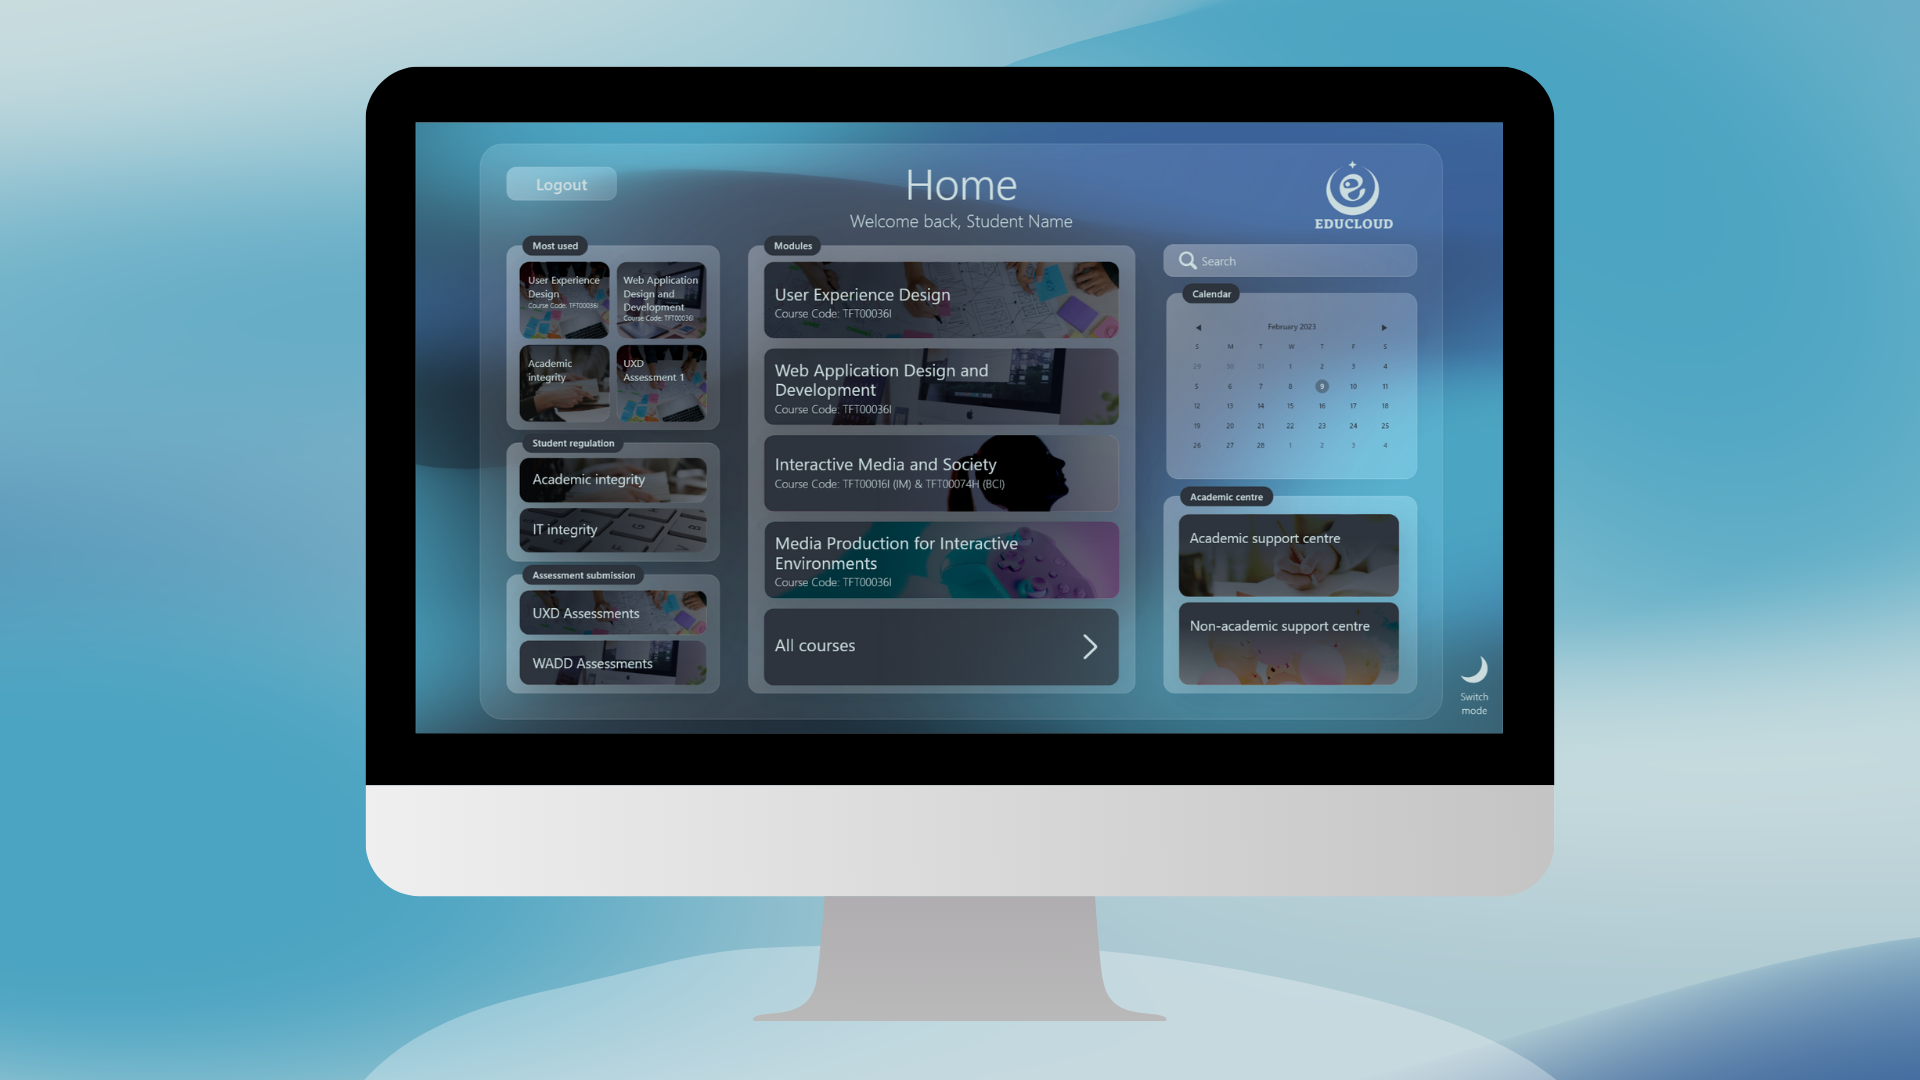 Logout
Home
Welcome back, Student Name
EDUCLOUD
Most used
User Experience
Design
Course Code: TFT00036I
Web Application
Design and
Development
Course Code: TFT00036I
Academic
integrity
UXD
Assessment 1
Student regulation
Academic integrity
IT integrity
Assessment submission
UXD Assessments
WADD Assessments
Modules
User Experience Design
Course Code: TFT00036I
Web Application Design and
Development
Course Code: TFT00036I
Interactive Media and Society
Course Code: TFT00016I (IM) & TFT00074H (BCI)
Media Production for Interactive
Environments
Course Code: TFT00036I
All courses
Search
Calendar
February 2023
S M T W T F S
29 30 31 1 2 3 4
5 6 7 8 9 10 11
12 13 14 15 16 17 18
19 20 21 22 23 24 25
26 27 28 1 2 3 4
Academic centre
Academic support centre
Non-academic support centre
Switch
mode